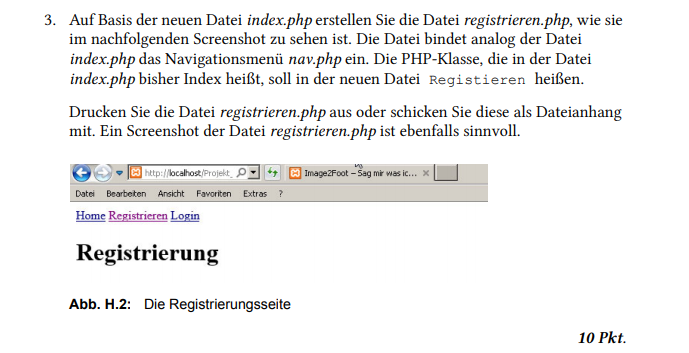 3. Auf Basis der neuen Datei index.php erstellen Sie die Datei registrieren.php, wie sie
im nachfolgenden Screenshot zu sehen ist. Die Datei bindet analog der Datei
index.php das Navigationsmenü nav.php ein. Die PHP-Klasse, die in der Datei
index.php bisher Index heißt, soll in der neuen Datei Registieren heißen.
Drucken Sie die Datei registrieren.php aus oder schicken Sie diese als Dateianhang
mit. Ein Screenshot der Datei registrieren.php ist ebenfalls sinnvoll.
http://localhost/Projekt_ Image2Foot – Sag mir was ic...
Datei Bearbeiten Ansicht Favoriten Extras ?
Home Registrieren Login
Registrierung
Abb. H.2: Die Registrierungsseite
10 Pkt.